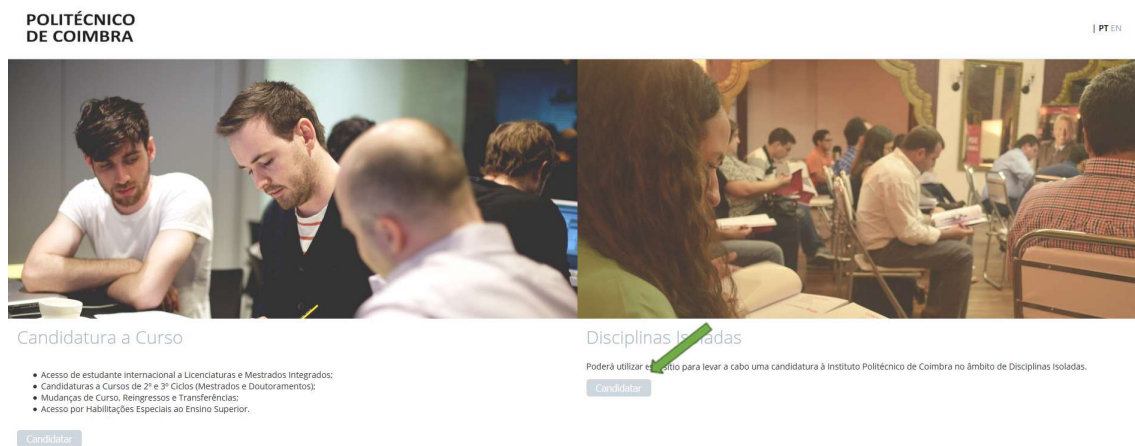 POLITÉCNICO
DE COIMBRA
| PT EN
Candidatura a Curso
• Acesso de estudante internacional a Licenciaturas e Mestrados Integrados;
• Candidaturas a Cursos de 2º e 3º Ciclos (Mestrados e Doutoramentos);
• Mudanças de Curso, Reingressos e Transferências;
• Acesso por Habilitações Especiais ao Ensino Superior.
Candidatar
Disciplinas Isoladas
Poderá utilizar sitio para levar a cabo uma candidatura à Instituto Politécnico de Coimbra no âmbito de Disciplinas Isoladas.
Candidatar